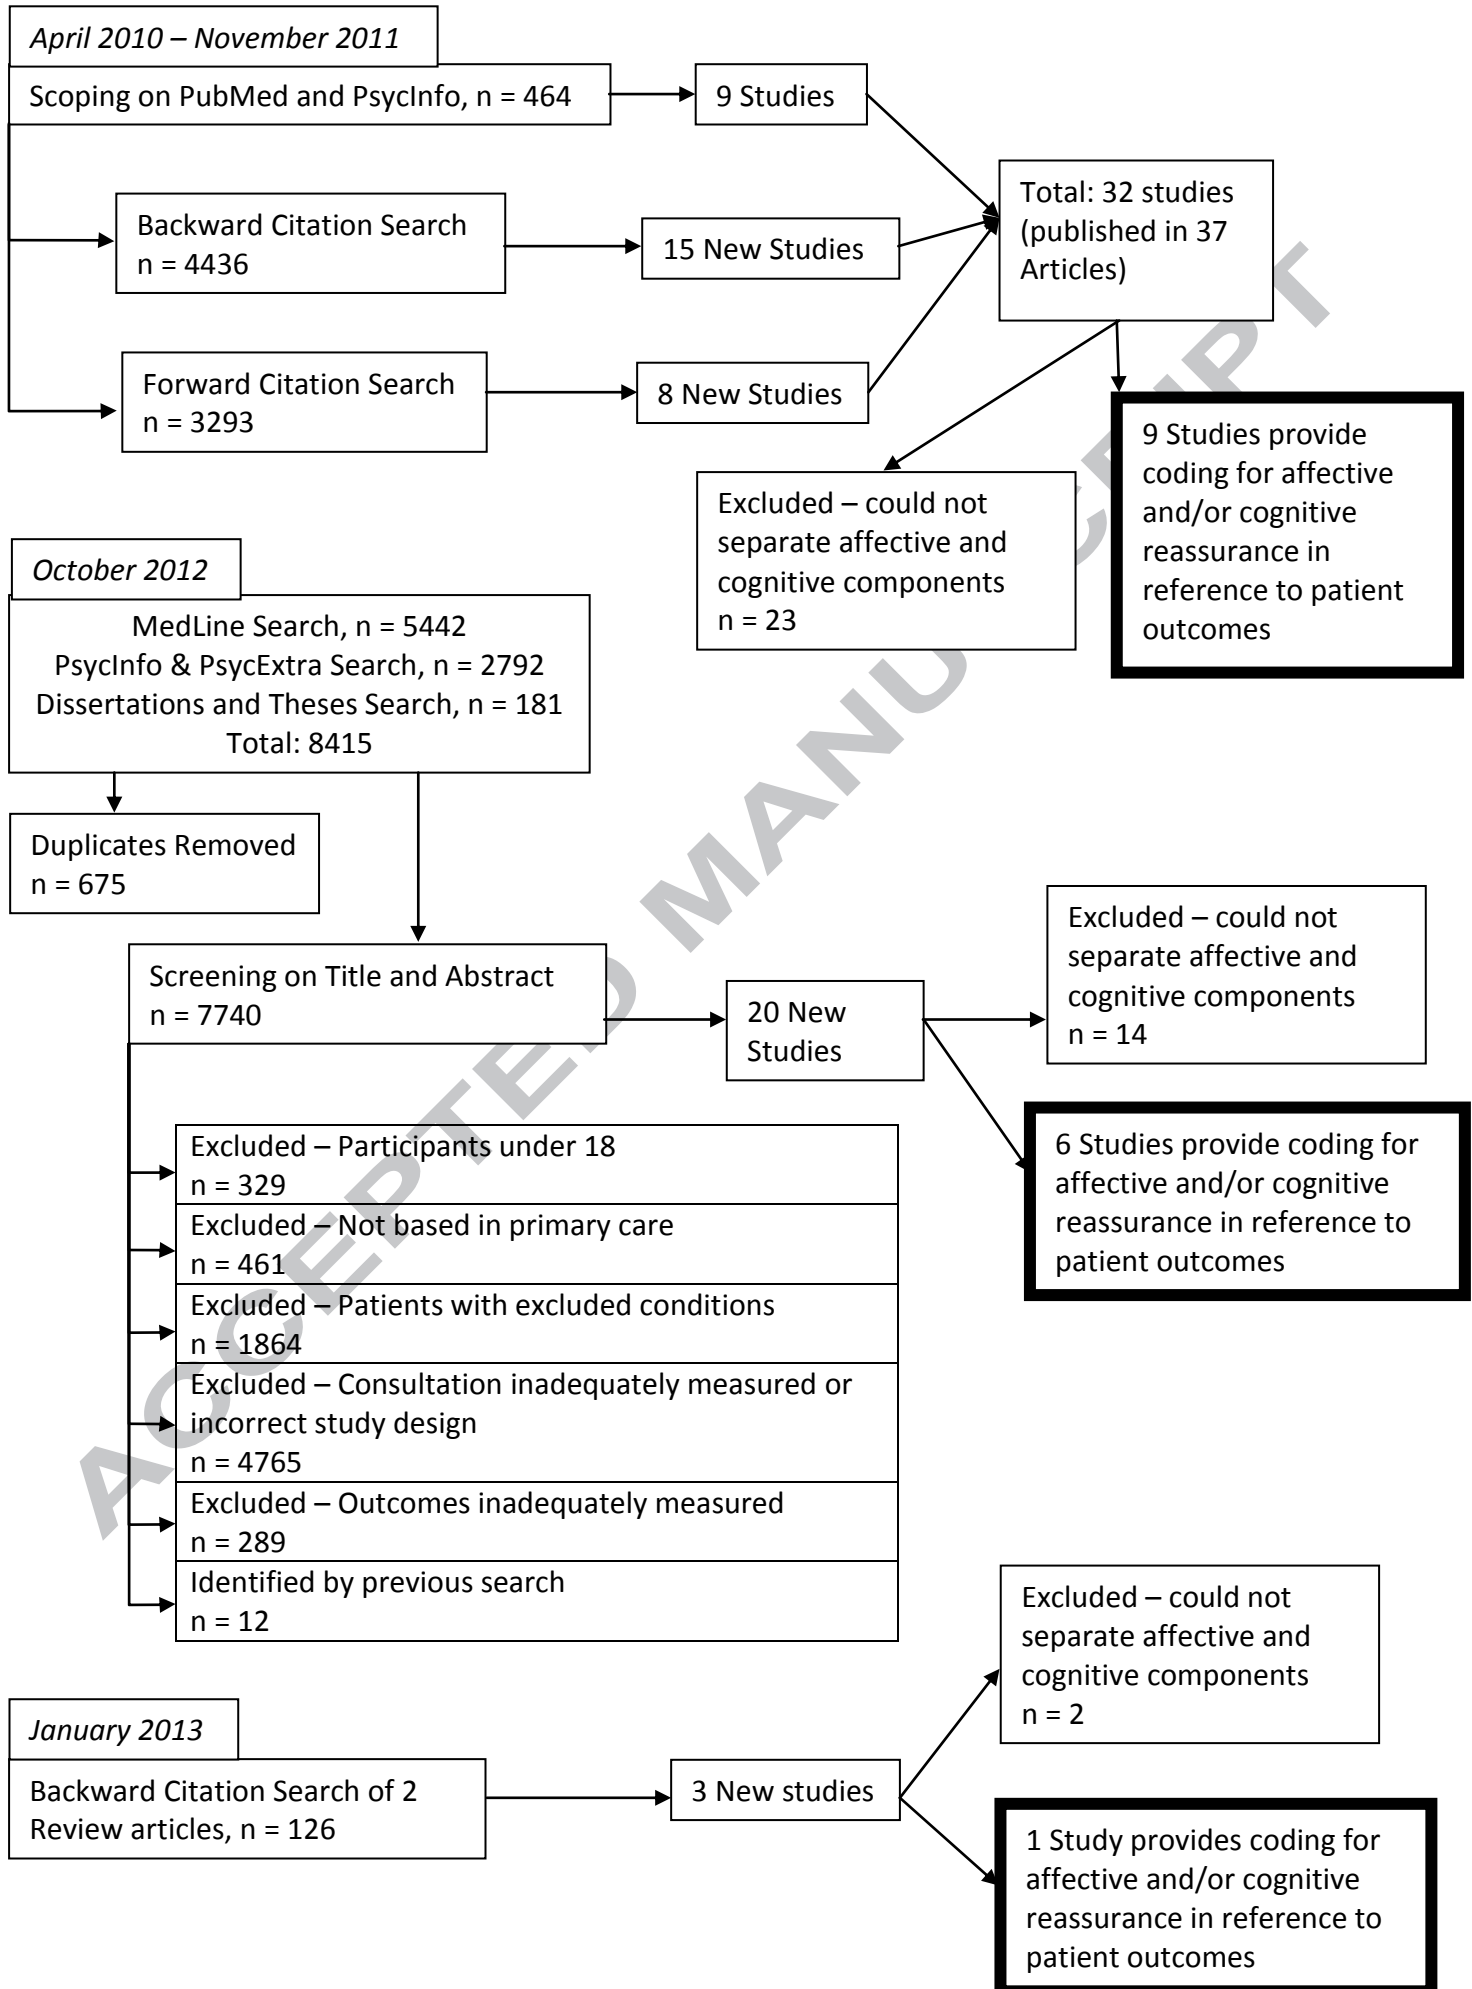 April 2010 – November 2011
Scoping on PubMed and PsycInfo, n = 464
9 Studies
Backward Citation Search
n = 4436
15 New Studies
Forward Citation Search
n = 3293
8 New Studies
Total: 32 studies
(published in 37
Articles)
Excluded – could not
separate affective and
cognitive components
n = 23
9 Studies provide
coding for affective
and/or cognitive
reassurance in
reference to patient
outcomes
October 2012
MedLine Search, n = 5442
PsycInfo & PsycExtra Search, n = 2792
Dissertations and Theses Search, n = 181
Total: 8415
Duplicates Removed
n = 675
Screening on Title and Abstract
n = 7740
20 New
Studies
Excluded – could not
separate affective and
cognitive components
n = 14
6 Studies provide coding for
affective and/or cognitive
reassurance in reference to
patient outcomes
Excluded – Participants under 18
n = 329
Excluded – Not based in primary care
n = 461
Excluded – Patients with excluded conditions
n = 1864
Excluded – Consultation inadequately measured or
incorrect study design
n = 4765
Excluded – Outcomes inadequately measured
n = 289
Identified by previous search
n = 12
January 2013
Backward Citation Search of 2
Review articles, n = 126
3 New studies
Excluded – could not
separate affective and
cognitive components
n = 2
1 Study provides coding for
affective and/or cognitive
reassurance in reference to
patient outcomes
ACCEPTED MANUSCRIPT